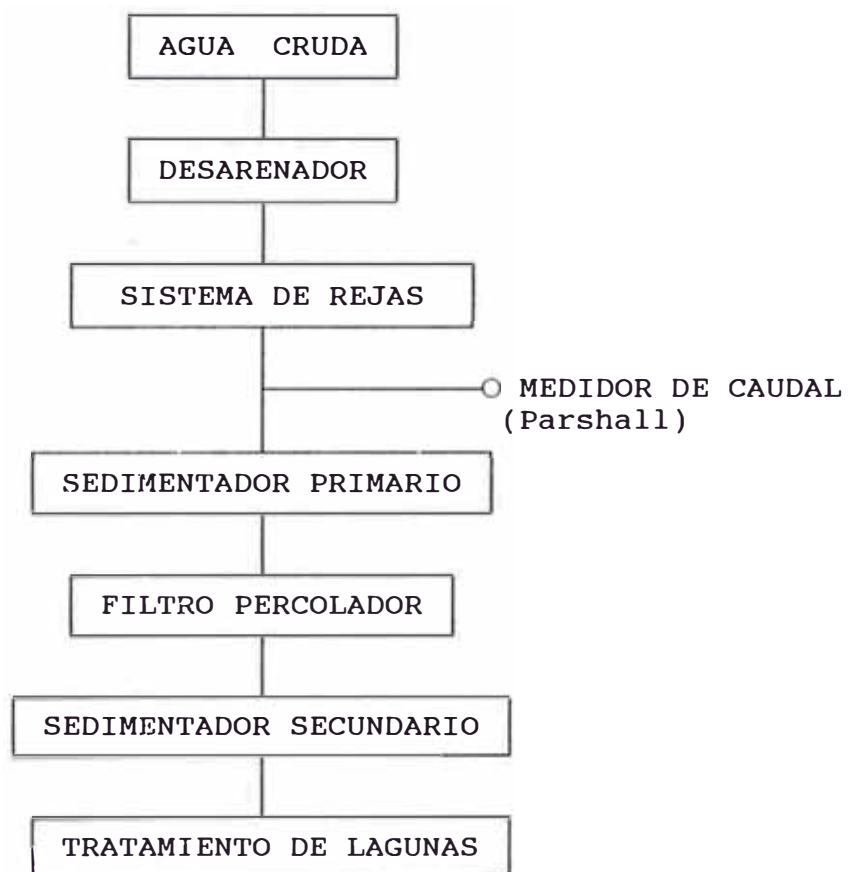 AGUA CRUDA
DESARENADOR
SISTEMA DE REJAS
MEDIDOR DE CAUDAL
(Parshall)
SEDIMENTADOR PRIMARIO
FILTRO PERCOLADOR
SEDIMENTADOR SECUNDARIO
TRATAMIENTO DE LAGUNAS